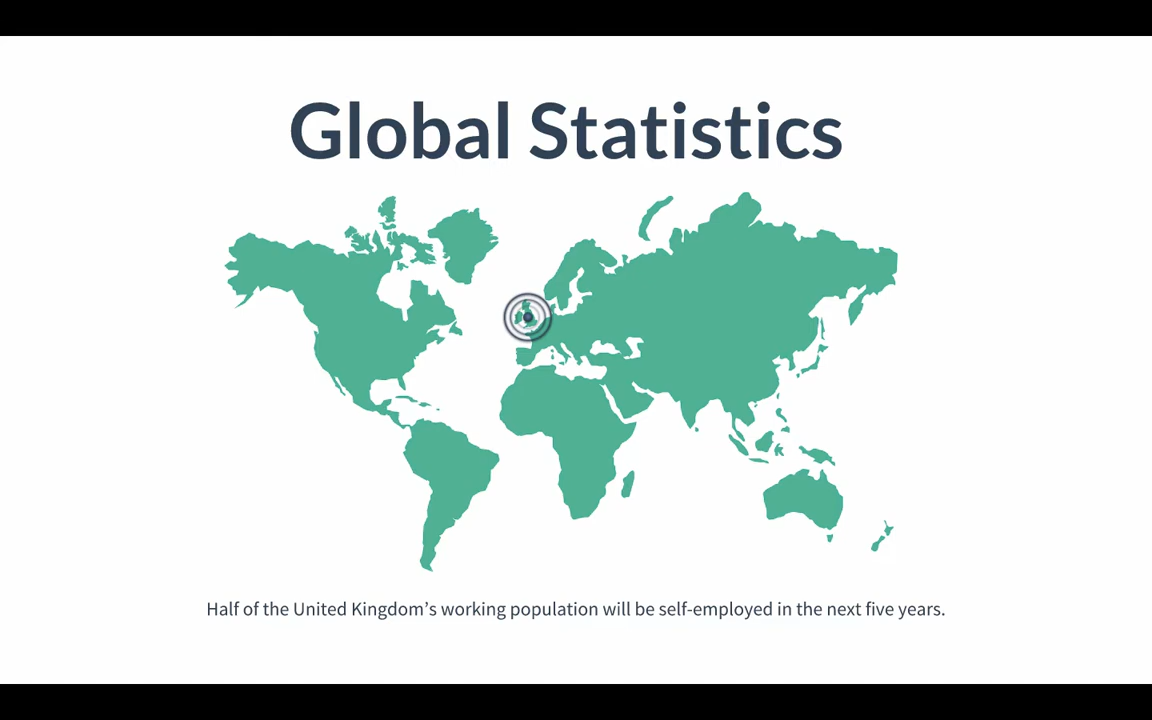 Global Statistics
Half of the United Kingdom’s working population will be self-employed in the next five years.